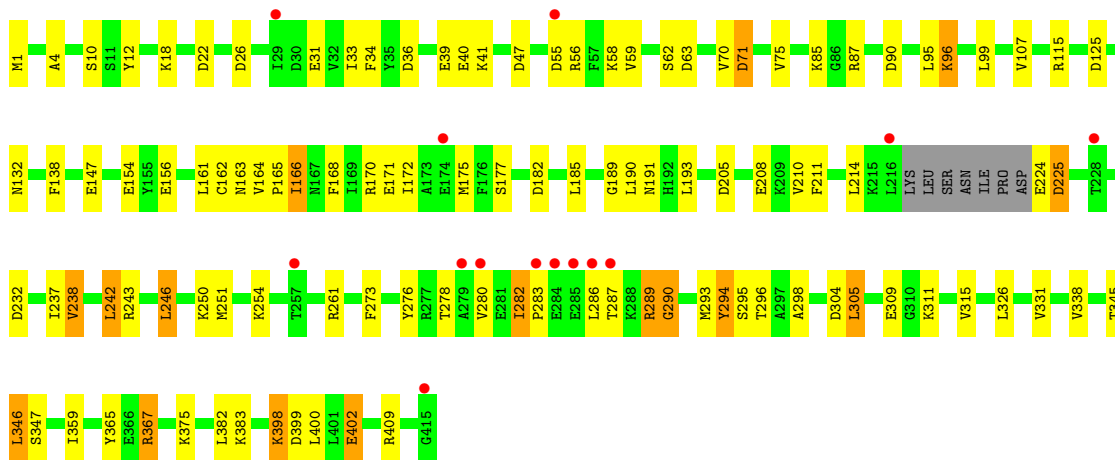 M1 A4 S10 S11 Y12 K18 D22 D26 I29 D30 E31 V32 I33 F34 Y35 D36 E39 E40 K41 D47 D55 R56 F57 K58 V59 S62 D63 V70 D71 V75 K85 G86 R87 D90 L95 K96 L99 V107 R115 D125
N132 F138 E147 E154 Y155 E156 L161 C162 N163 V164 P165 I166 N167 F168 I169 R170 E171 I172 A173 E174 M175 F176 S177 D182 L185 G189 L190 N191 H192 L193 D205 E208 K209 V210 F211 L214 K215 L216 LYS LEU SER ASN ILE PRO ASP E224 D225 T228
D232 I237 V238 L242 R243 L246 K250 M251 K254 T257 R261 F273 Y276 R277 T278 A279 V280 E281 I282 P283 E284 E285 L286 T287 K288 R289 G290 M293 Y294 S295 T296 A297 A298 D304 L305 E309 G310 K311 V315 L326 V331 V338 T345
L346 S347 I359 Y365 E366 R367 K375 L382 K383 K398 D399 L400 L401 E402 R409 G415